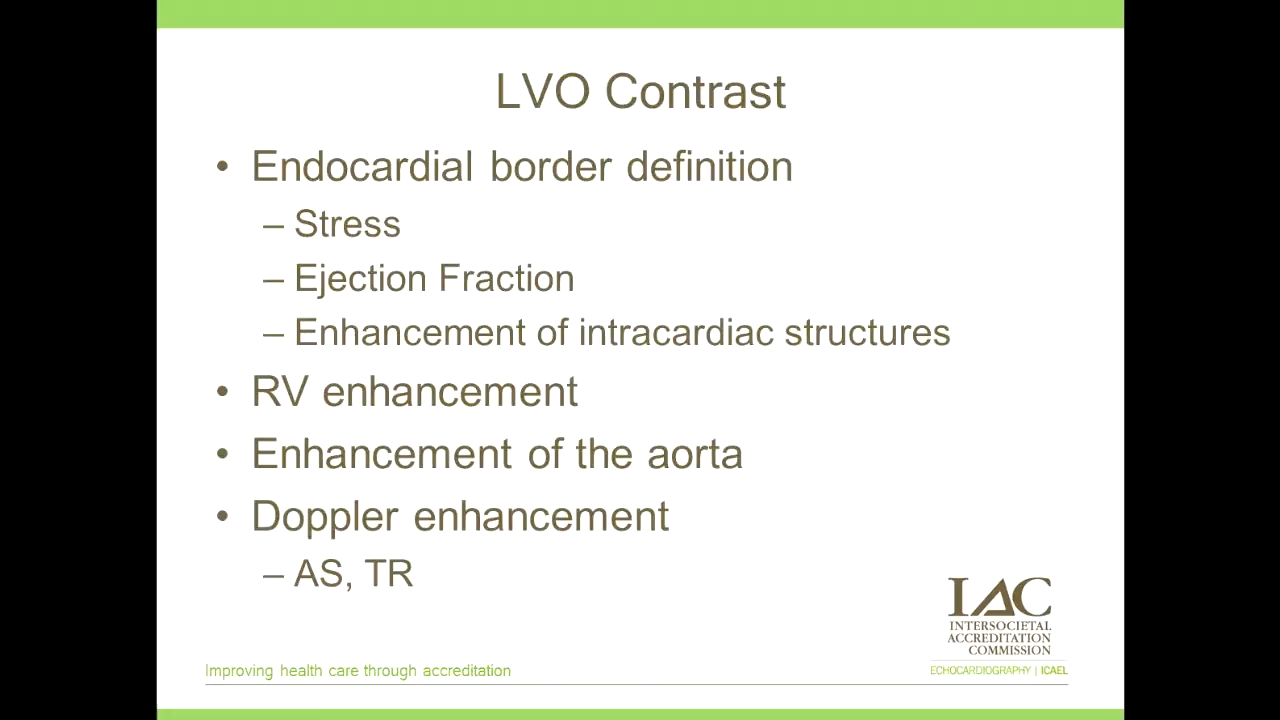 LVO Contrast
• Endocardial border definition
– Stress
– Ejection Fraction
– Enhancement of intracardiac structures
• RV enhancement
• Enhancement of the aorta
• Doppler enhancement
– AS, TR
IAC
INTERSOCIETAL
ACCREDITATION
COMMISSION
ECHOCARDIOGRAPHY | ICAEL
Improving health care through accreditation